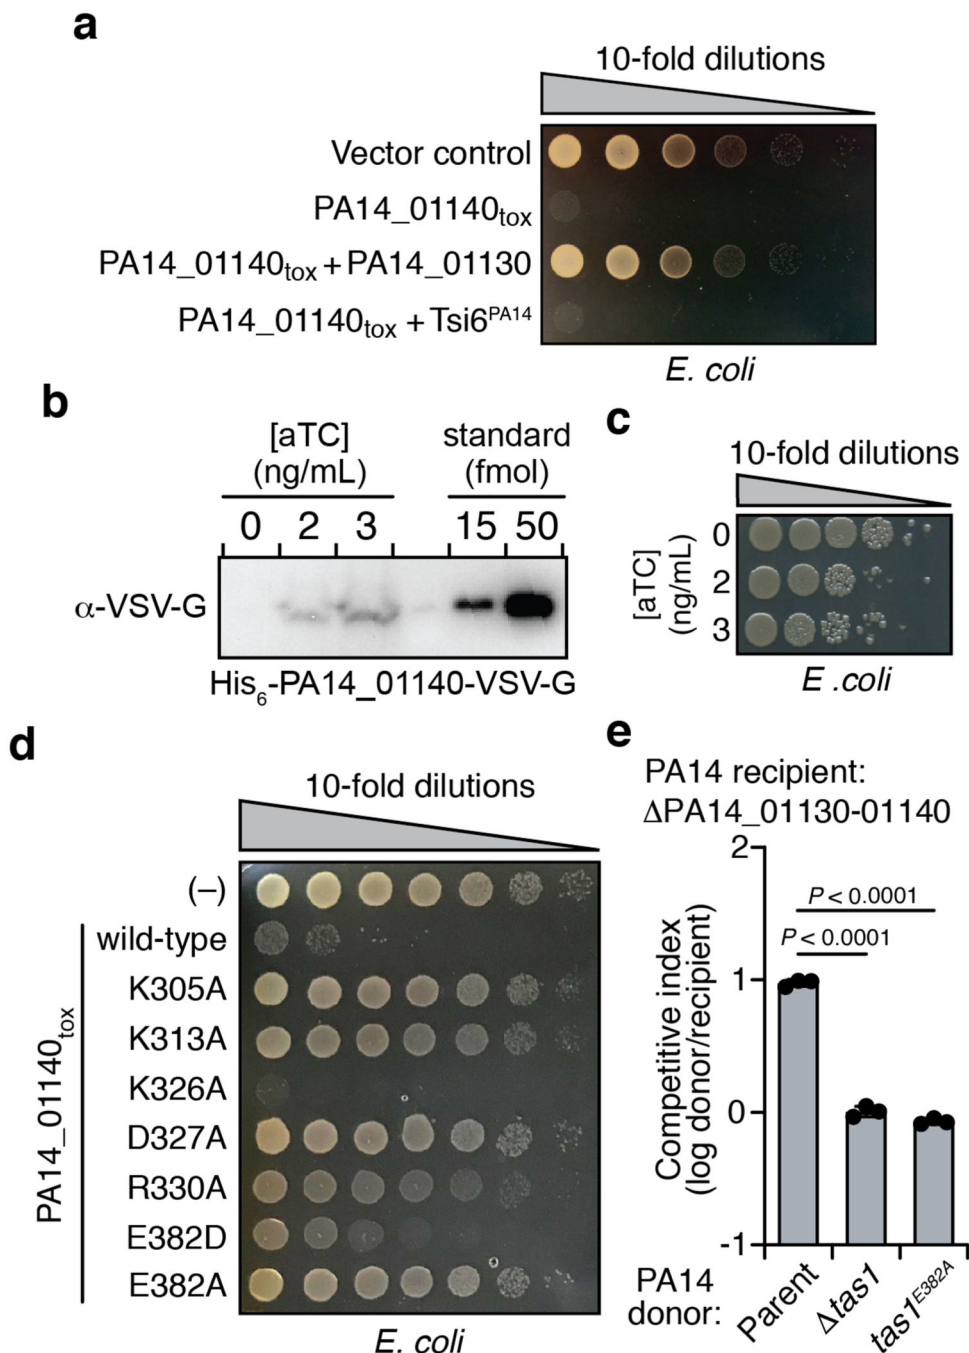 a
10-fold dilutions
Vector control
PA14_01140tox
PA14_01140tox + PA14_01130
PA14_01140tox + Tsi6PA14
E. coli
b
[aTC]
(ng/mL)
standard
(fmol)
0 2 3 15 50
α-VSV-G
His6-PA14_01140-VSV-G
c
10-fold dilutions
[aTC]
(ng/mL)
0
2
3
E .coli
d
10-fold dilutions
(–)
PA14_01140tox
wild-type
K305A
K313A
K326A
D327A
R330A
E382D
E382A
E. coli
e
PA14 recipient:
ΔPA14_01130-01140
Competitive index
(log donor/recipient)
2
1
0
-1
P < 0.0001
P < 0.0001
PA14
donor:
Parent
Δtas1
tas1E382A